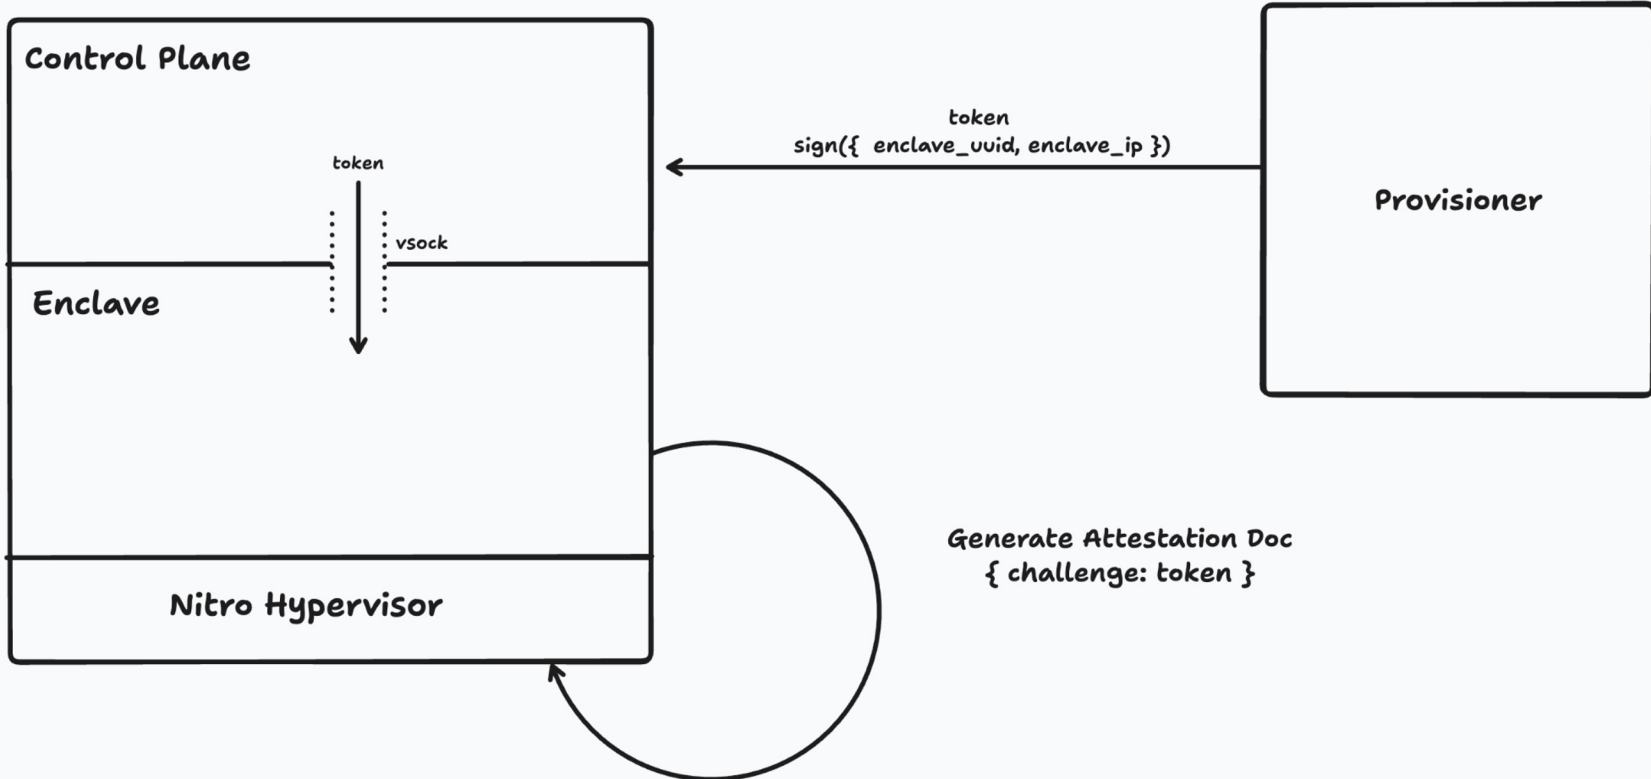 Control Plane
token
sign({ enclave_uuid, enclave_ip })
token
Provisioner
vsock
Enclave
Generate Attestation Doc
{ challenge: token }
Nitro Hypervisor